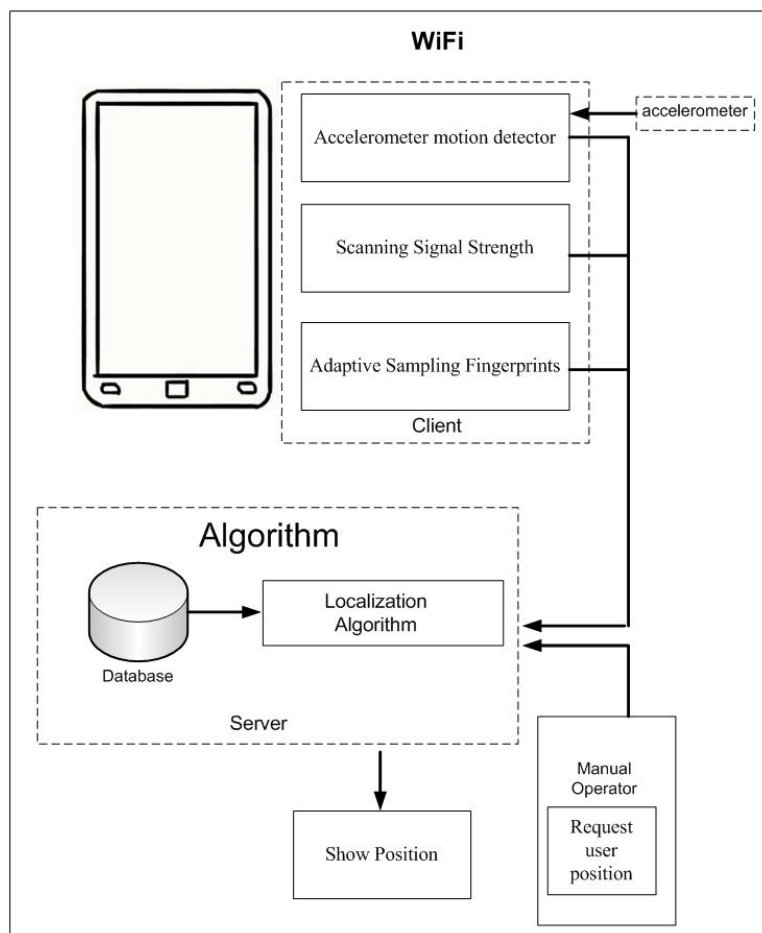 WiFi
accelerometer
Accelerometer motion detector
Scanning Signal Strength
Adaptive Sampling Fingerprints
Client
Algorithm
Localization
Algorithm
Database
Server
Manual
Operator
Request
user
position
Show Position